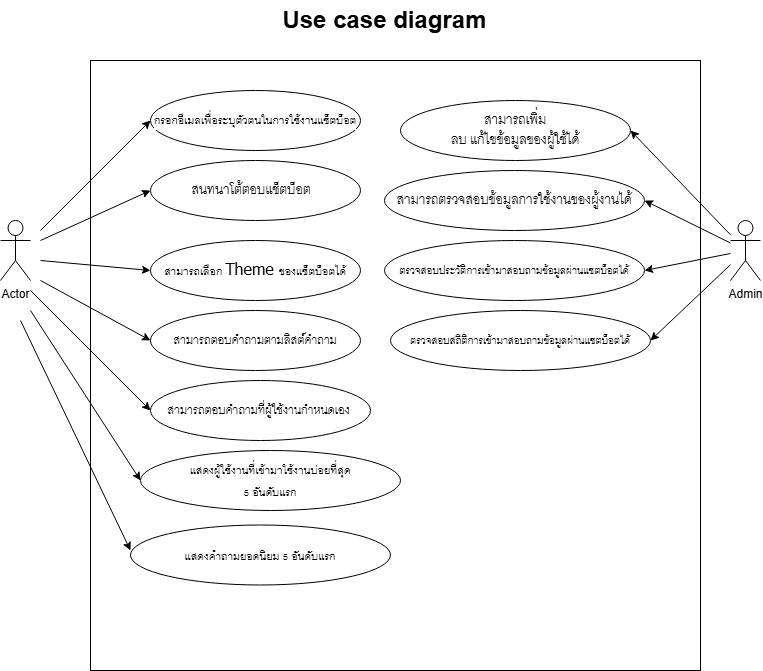 Use case diagram
กรอกอีเมลเพื่อระบุตัวตนในการใช้งานแช็ตบ็อต
สนทนาโต้ตอบแช็ตบ็อต
สามารถเลือก Theme ของแช็ตบ็อตได้
สามารถตอบคำถามตามลิสต์คำถาม
สามารถตอบคำถามที่ผู้ใช้งานกำหนดเอง
แสดงผู้ใช้งานที่เข้ามาใช้งานบ่อยที่สุด
5 อันดับแรก
แสดงคำถามยอดนิยม 5 อันดับแรก
Actor
สามารถเพิ่ม
ลบ แก้ไขข้อมูลของผู้ใช้ได้
สามารถตรวจสอบข้อมูลการใช้งานของผู้งานได้
ตรวจสอบประวัติการเข้ามาสอบถามข้อมูลผ่านแชตบ็อตได้
ตรวจสอบสถิติการเข้ามาสอบถามข้อมูลผ่านแชตบ็อตได้
Admin